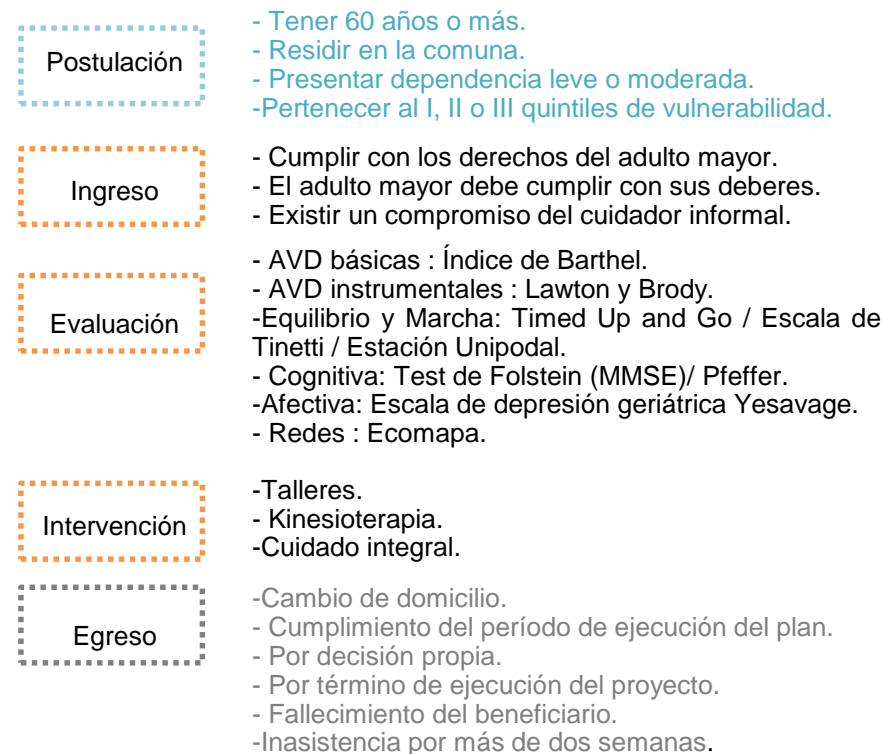 Postulación
- Tener 60 años o más.
- Residir en la comuna.
- Presentar dependencia leve o moderada.
-Pertenecer al I, II o III quintiles de vulnerabilidad.
Ingreso
- Cumplir con los derechos del adulto mayor.
- El adulto mayor debe cumplir con sus deberes.
- Existir un compromiso del cuidador informal.
Evaluación
- AVD básicas : Índice de Barthel.
- AVD instrumentales : Lawton y Brody.
-Equilibrio y Marcha: Timed Up and Go / Escala de
Tinetti / Estación Unipodal.
- Cognitiva: Test de Folstein (MMSE)/ Pfeffer.
-Afectiva: Escala de depresión geriátrica Yesavage.
- Redes : Ecomapa.
Intervención
-Talleres.
- Kinesioterapia.
-Cuidado integral.
Egreso
-Cambio de domicilio.
- Cumplimiento del período de ejecución del plan.
- Por decisión propia.
- Por término de ejecución del proyecto.
- Fallecimiento del beneficiario.
-Inasistencia por más de dos semanas.